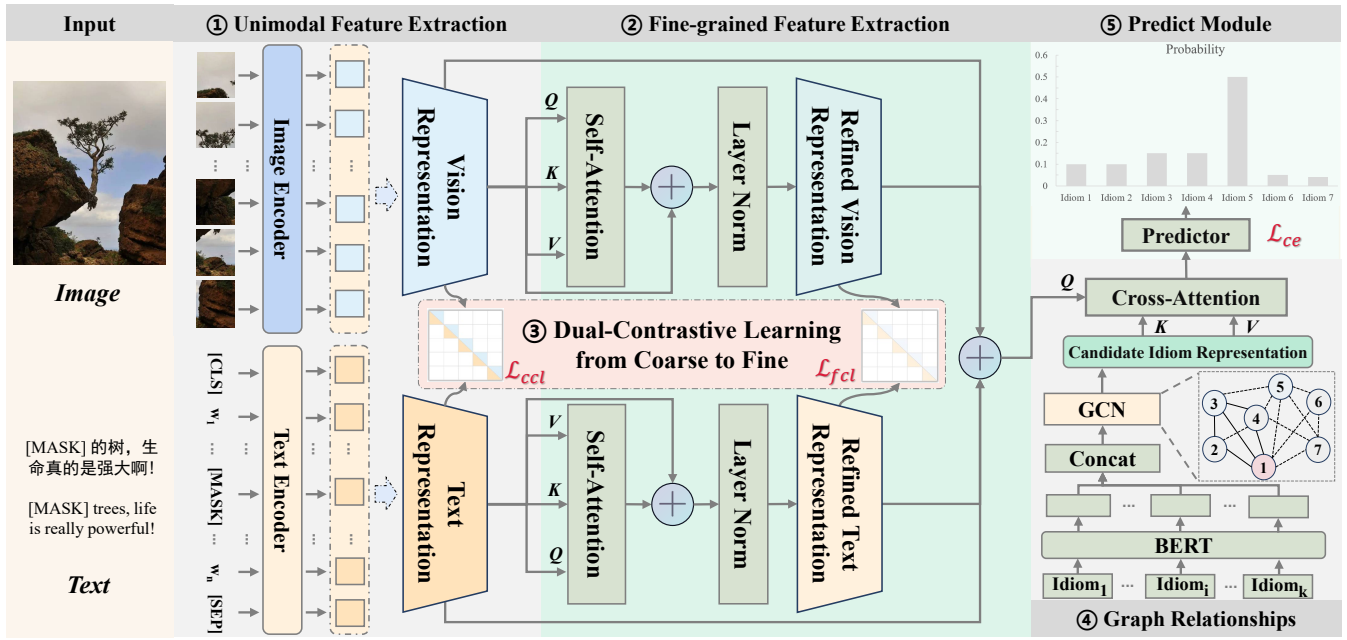 Input
① Unimodal Feature Extraction
② Fine-grained Feature Extraction
⑤ Predict Module
Image
[MASK] 的树，生
命真的是强大啊！
[MASK] trees, life
is really powerful!
Text
Image Encoder
...
...
...
[CLS]
w1
...
[MASK]
...
wn
[SEP]
Text Encoder
...
...
...
...
Vision
Representation
Text
Representation
Q
K
V
Self-Attention
Layer Norm
Refined Vision
Representation
③ Dual-Contrastive Learning
from Coarse to Fine
ℒccl
ℒfcl
V
K
Q
Self-Attention
Layer Norm
Refined Text
Representation
Probability
0.6
0.5
0.4
0.3
0.2
0.1
0
Idiom 1 Idiom 2 Idiom 3 Idiom 4 Idiom 5 Idiom 6 Idiom 7
Predictor
ℒce
Q
Cross-Attention
K
V
Candidate Idiom Representation
GCN
5
3
6
4
2
7
1
Concat
... ...
BERT
Idiom1 ... Idiomi ... Idiomk
④ Graph Relationships